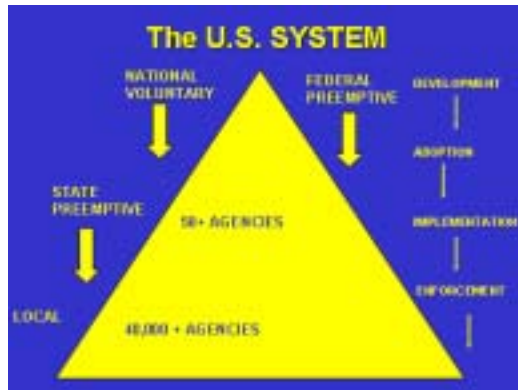 The U.S. SYSTEM
NATIONAL
VOLUNTARY
FEDERAL
PREEMPTIVE
DEVELOPMENT
ADOPTION
STATE
PREEMPTIVE
50+ AGENCIES
IMPLEMENTATION
ENFORCEMENT
LOCAL
40,000 + AGENCIES